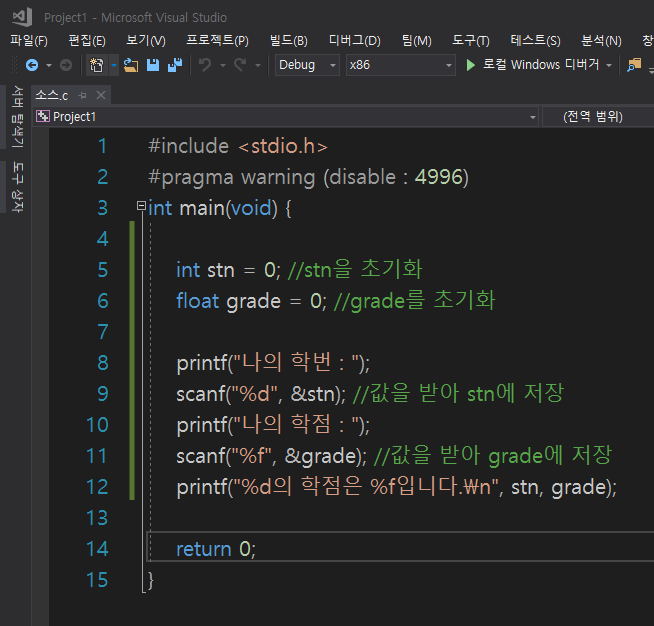 Project1 - Microsoft Visual Studio
파일(F) 편집(E) 보기(V) 프로젝트(P) 빌드(B) 디버그(D) 팀(M) 도구(T) 테스트(S) 분석(N) 창
Debug x86 로컬 Windows 디버거
서버 탐색기
도구 상자
소스.c
Project1 (전역 범위)
1 #include <stdio.h>
2 #pragma warning (disable : 4996)
3 int main(void) {
4
5 int stn = 0; //stn을 초기화
6 float grade = 0; //grade를 초기화
7
8 printf("나의 학번 : ");
9 scanf("%d", &stn); //값을 받아 stn에 저장
10 printf("나의 학점 : ");
11 scanf("%f", &grade); //값을 받아 grade에 저장
12 printf("%d의 학점은 %f입니다.₩n", stn, grade);
13
14 return 0;
15 }